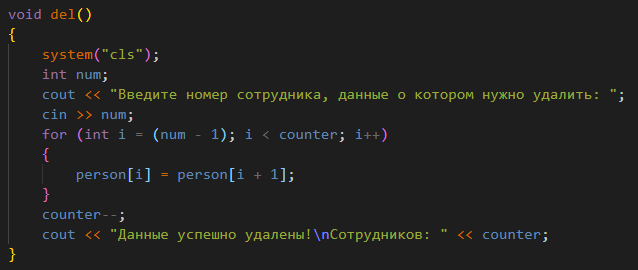 void del()
{
    system("cls");
    int num;
    cout << "Введите номер сотрудника, данные о котором нужно удалить: ";
    cin >> num;
    for (int i = (num - 1); i < counter; i++)
    {
        person[i] = person[i + 1];
    }
    counter--;
    cout << "Данные успешно удалены!\nСотрудников: " << counter;
}